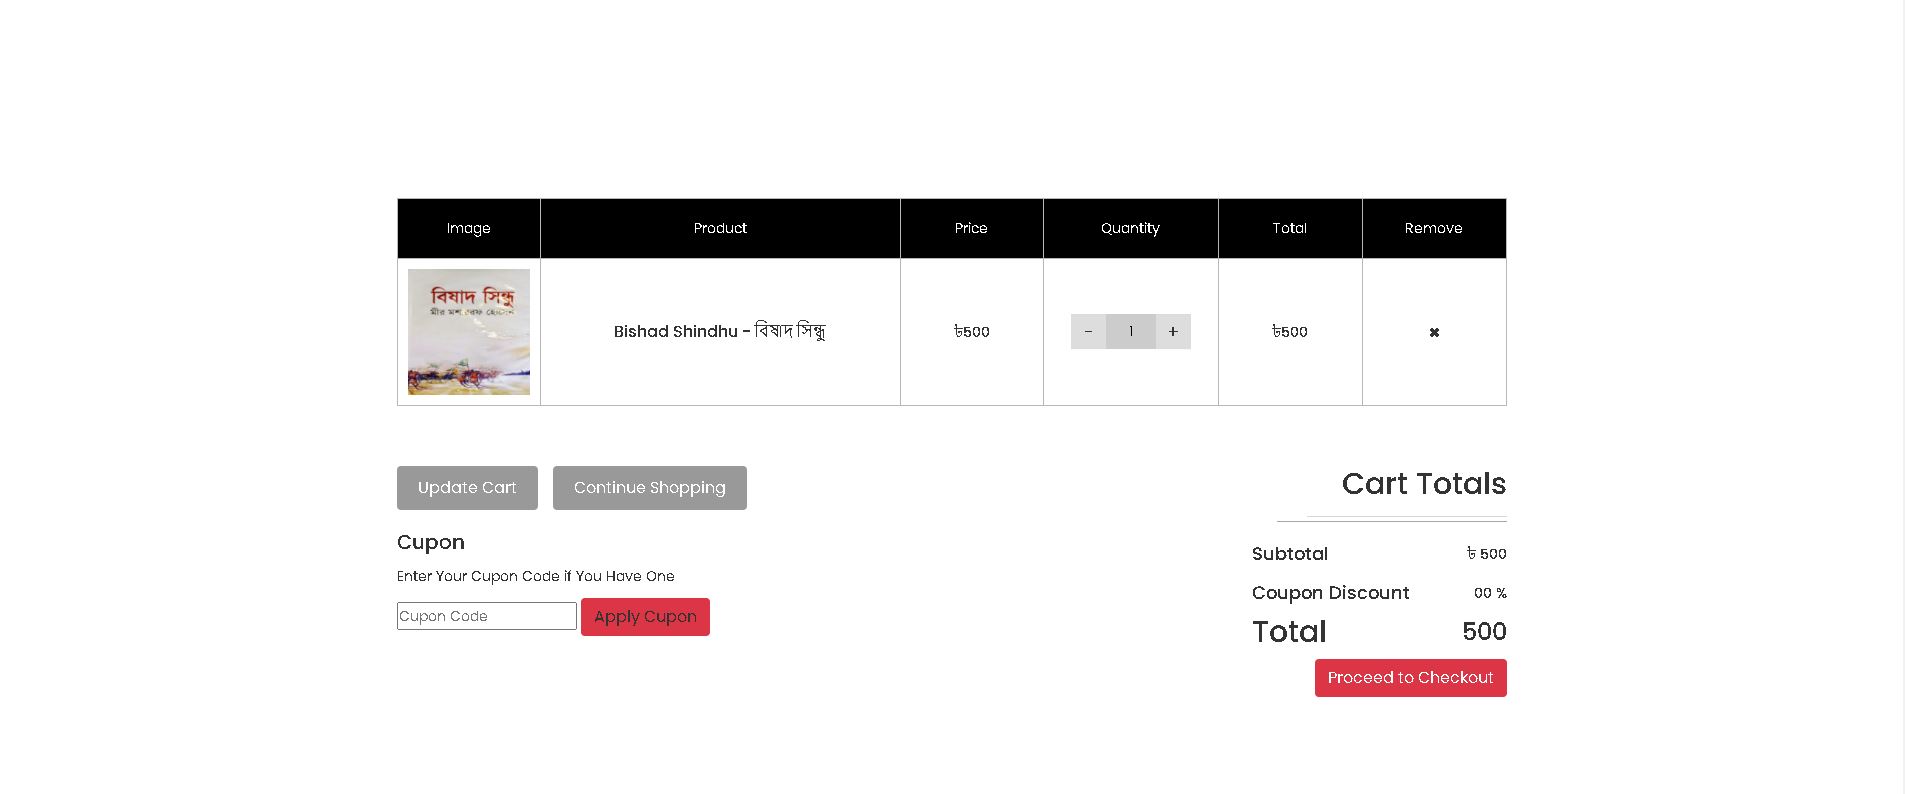 Image Product Price Quantity Total Remove
বিষাদ সিন্ধু
মীর মশাররফ হোসেন
Bishad Shindhu - বিষাদ সিন্ধু ৳500 - 1 + ৳500 ✖
Update Cart Continue Shopping
Cupon
Enter Your Cupon Code if You Have One
Cupon Code Apply Cupon
Cart Totals
Subtotal ৳ 500
Coupon Discount 00 %
Total 500
Proceed to Checkout